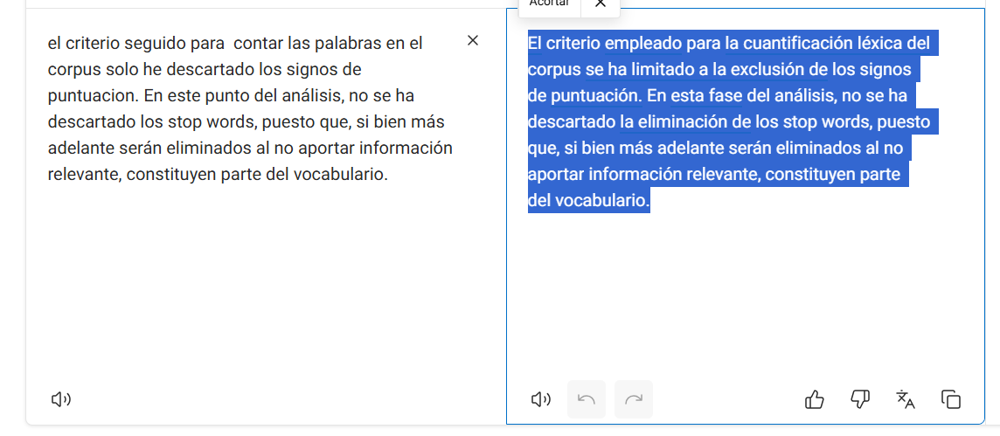 Acortar
el criterio seguido para  contar las palabras en el
corpus solo he descartado los signos de
puntuacion. En este punto del análisis, no se ha
descartado los stop words, puesto que, si bien más
adelante serán eliminados al no aportar información
relevante, constituyen parte del vocabulario.
El criterio empleado para la cuantificación léxica del
corpus se ha limitado a la exclusión de los signos
de puntuación. En esta fase del análisis, no se ha
descartado la eliminación de los stop words, puesto
que, si bien más adelante serán eliminados al no
aportar información relevante, constituyen parte
del vocabulario.